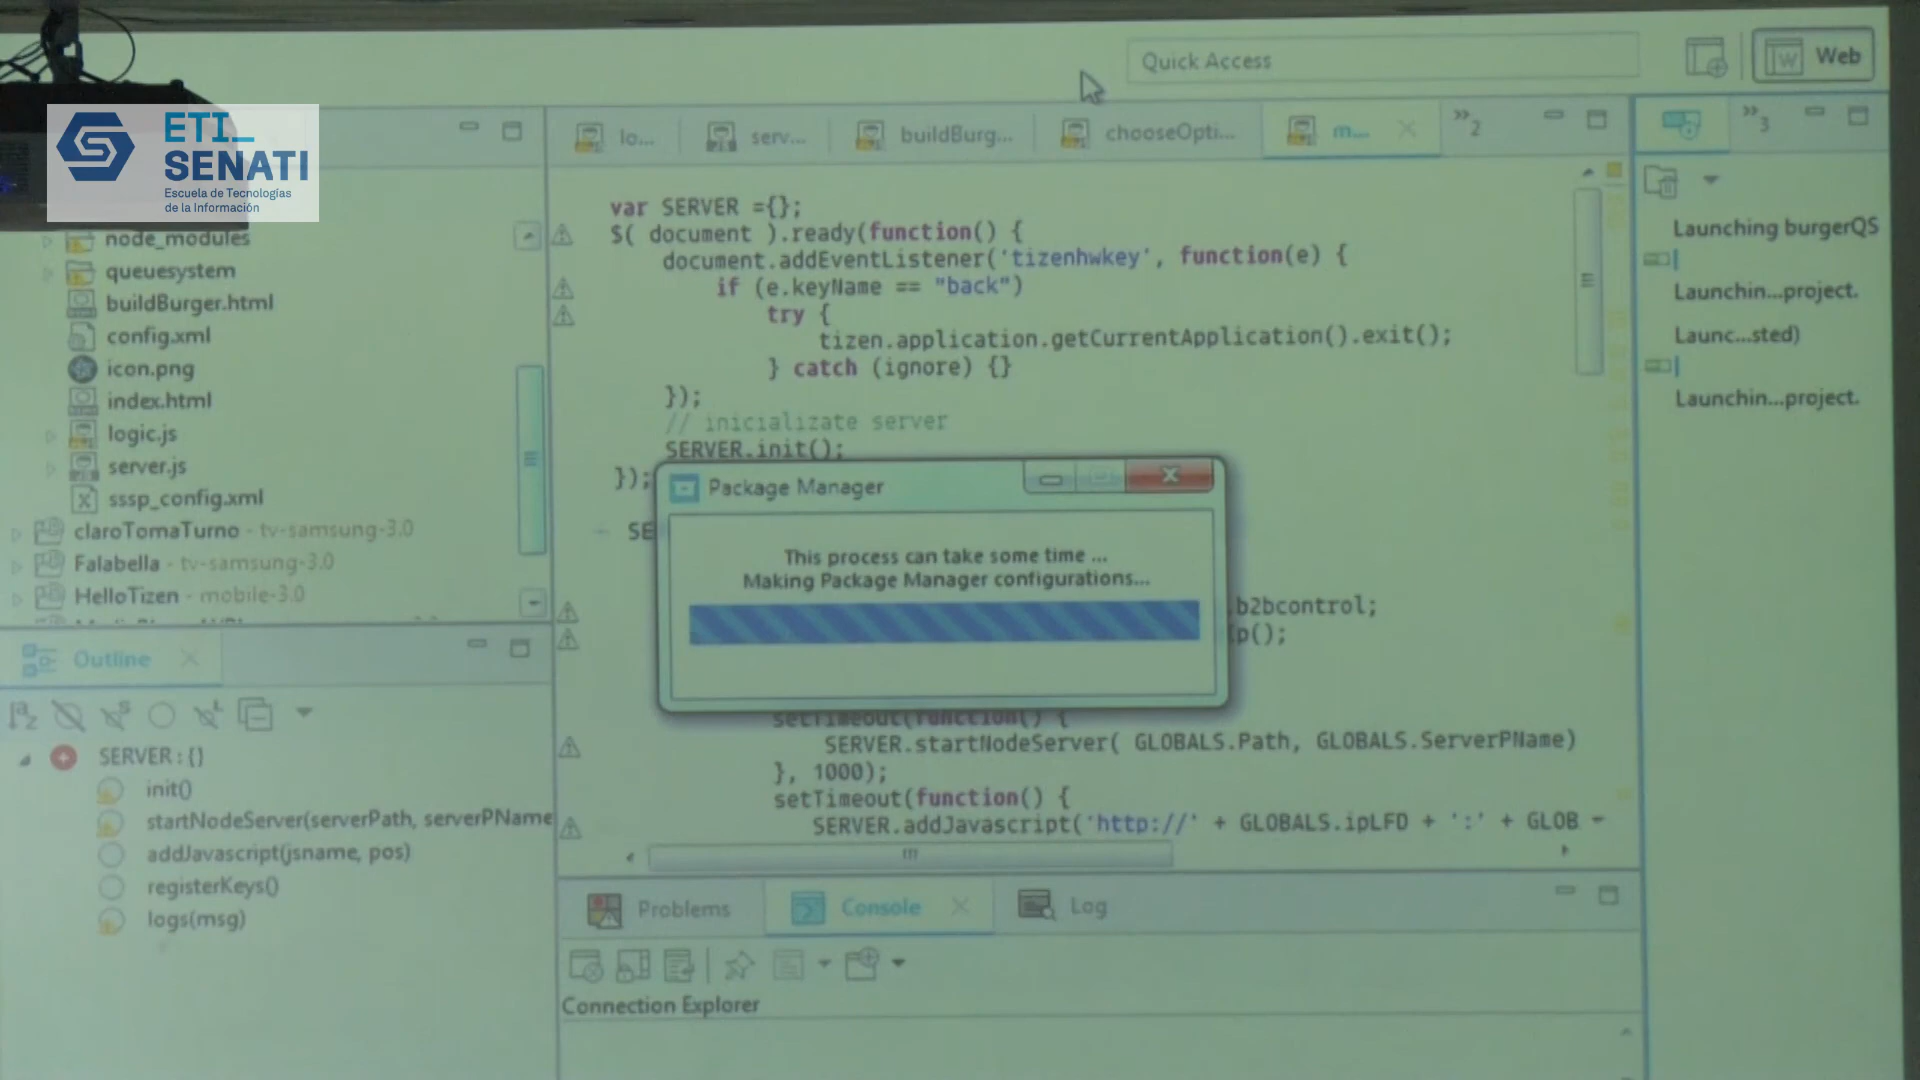 Quick Access
Web
ETI_
SENATI
Escuela de Tecnologías
de la Información
lo...
serv...
buildBurg...
chooseOpti...
m...
»2
»3
node_modules
queuesystem
buildBurger.html
config.xml
icon.png
index.html
logic.js
server.js
sssp_config.xml
claroTomaTurno - tv-samsung-3.0
Falabella - tv-samsung-3.0
HelloTizen - mobile-3.0
Outline
SERVER : {}
init()
startNodeServer(serverPath, serverPName
addJavascript(jsname, pos)
registerKeys()
logs(msg)
var SERVER ={};
$( document ).ready(function() {
document.addEventListener('tizenhwkey', function(e) {
if (e.keyName == "back")
try {
tizen.application.getCurrentApplication().exit();
} catch (ignore) {}
});
// inicializate server
SERVER.init();
});
SE
.b2bcontrol;
p();
Package Manager
This process can take some time ...
Making Package Manager configurations...
setTimeout(function() {
SERVER.startNodeServer( GLOBALS.Path, GLOBALS.ServerPName)
}, 1000);
setTimeout(function() {
SERVER.addJavascript('http://' + GLOBALS.ipLFD + ':' + GLOB
Launching burgerQS
Launchin...project.
Launc...sted)
Launchin...project.
Problems
Console
Log
Connection Explorer